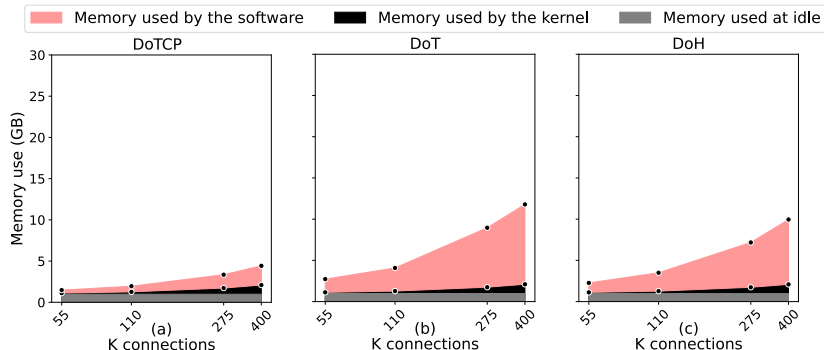 Memory used by the software Memory used by the kernel Memory used at idle
DoTCP DoT DoH
Memory use (GB)
30
25
20
15
10
5
0
55 110 275 400 55 110 275 400 55 110 275 400
(a) (b) (c)
K connections K connections K connections